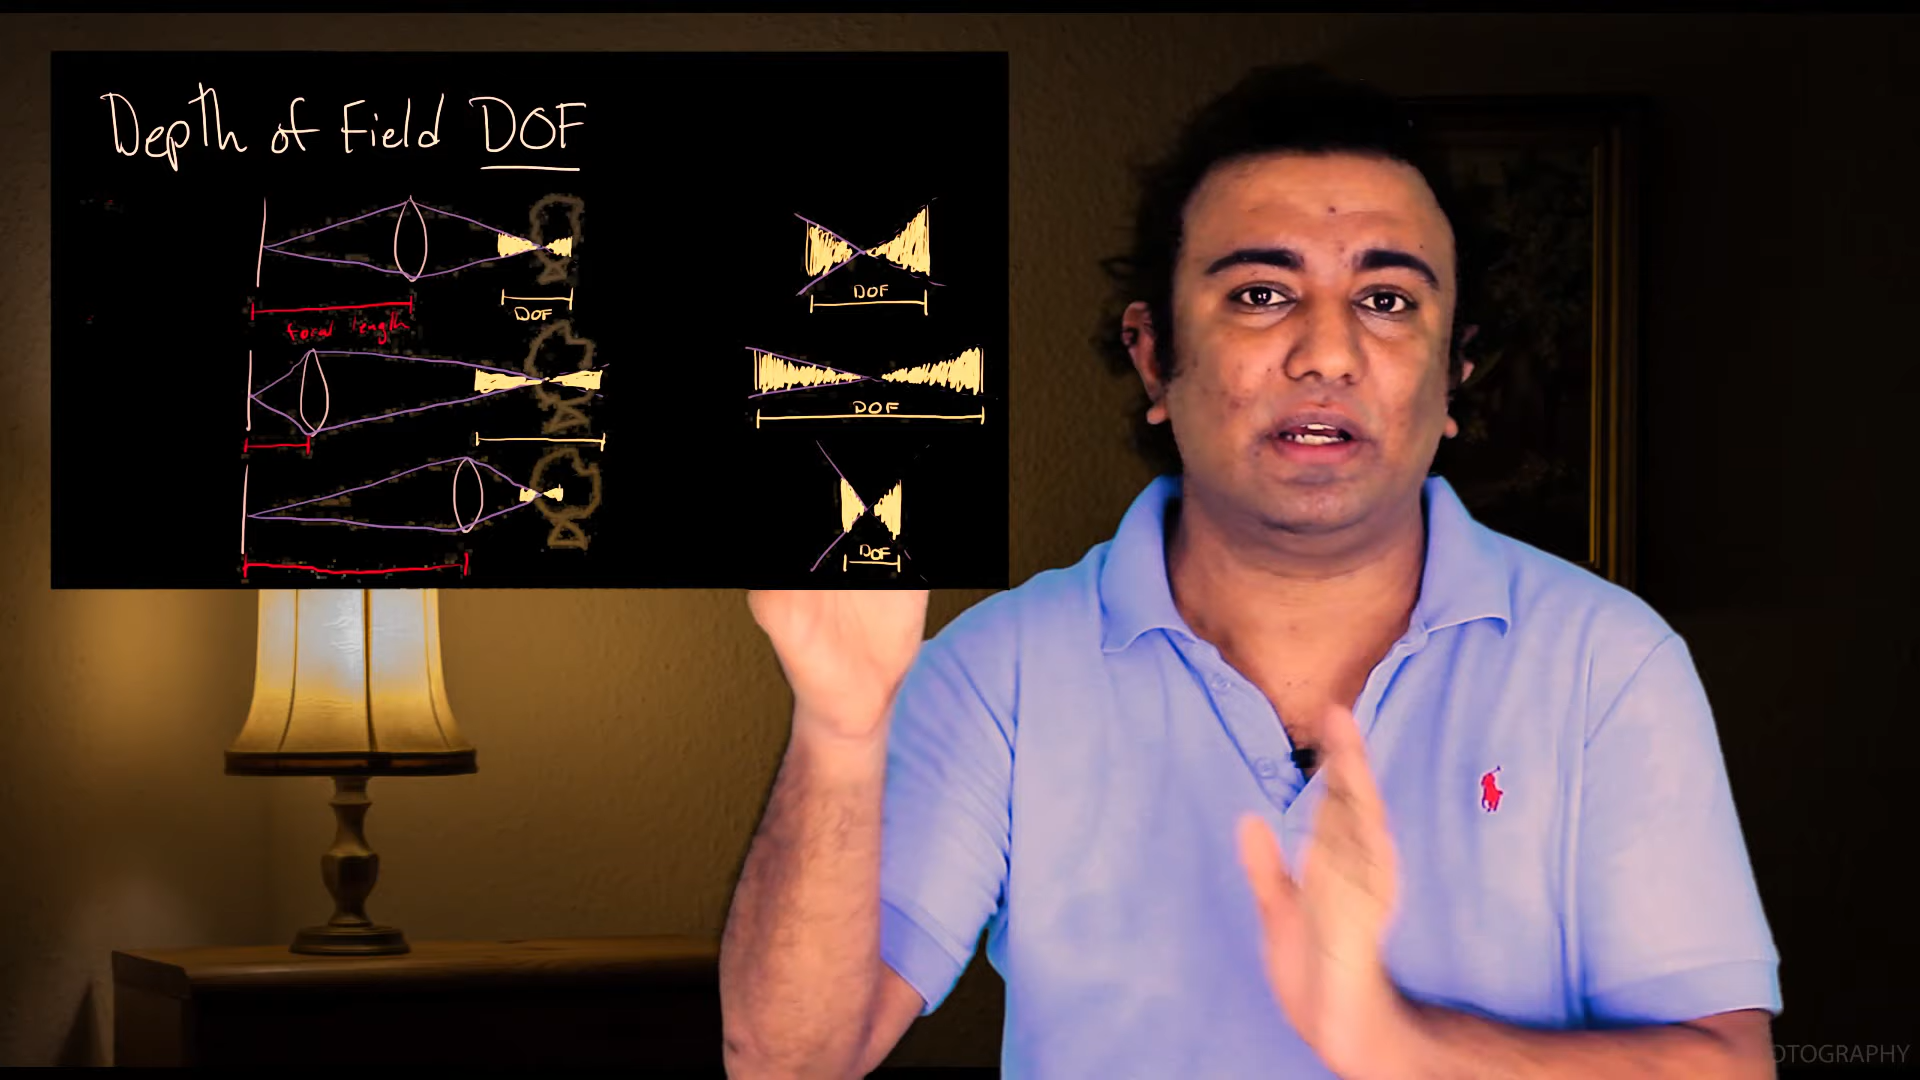 Depth of Field DOF
DOF
DOF
focal length
DOF
DOF
OTOGRAPHY